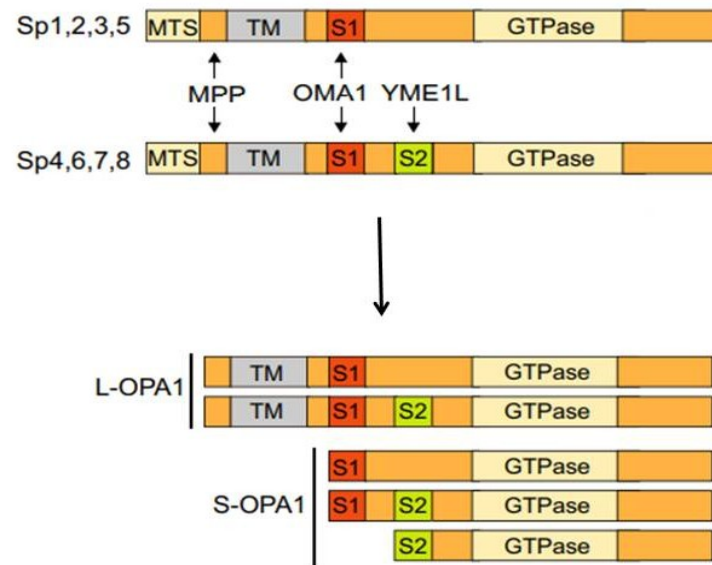 Sp1,2,3,5 MTS TM S1 GTPase
MPP OMA1 YME1L
Sp4,6,7,8 MTS TM S1 S2 GTPase
L-OPA1
TM S1 GTPase
TM S1 S2 GTPase
S-OPA1
S1 GTPase
S1 S2 GTPase
S2 GTPase